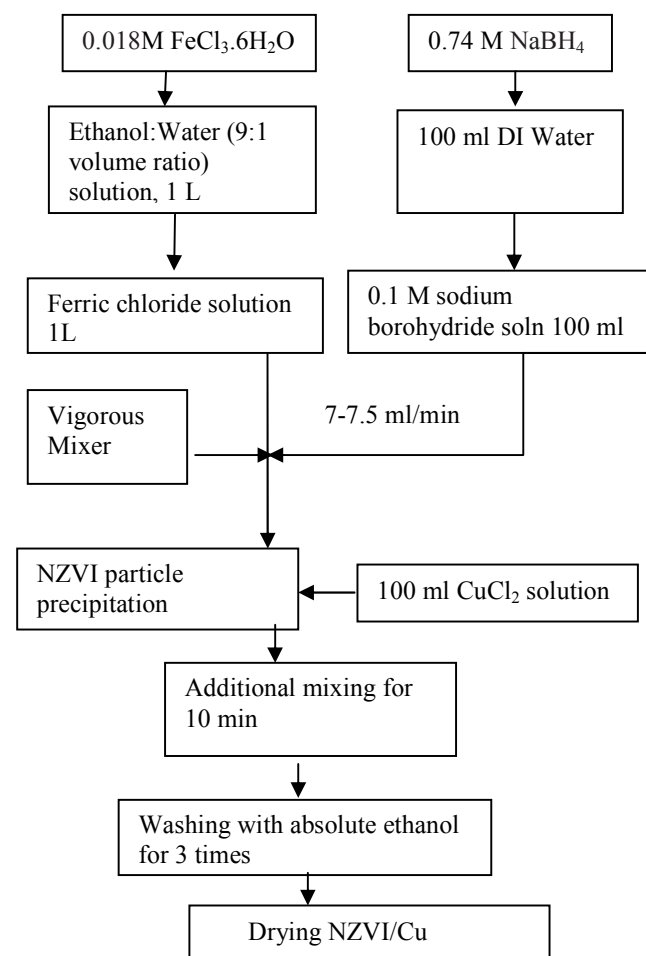 0.018M FeCl₃.6H₂O
0.74 M NaBH₄
Ethanol:Water (9:1
volume ratio)
solution, 1 L
100 ml DI Water
Ferric chloride solution
1L
0.1 M sodium
borohydride soln 100 ml
Vigorous
Mixer
7-7.5 ml/min
NZVI particle
precipitation
100 ml CuCl₂ solution
Additional mixing for
10 min
Washing with absolute ethanol
for 3 times
Drying NZVI/Cu